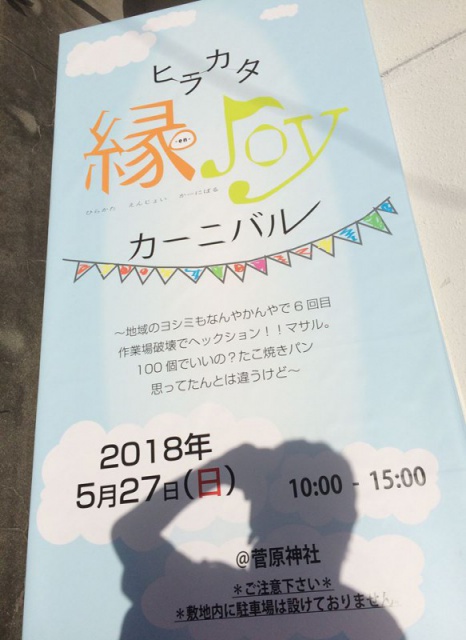 ヒラカタ
縁Joy
ひらかた えんじょい かーにばる
カーニバル
～地域のヨシミもなんやかんやで6回目
作業場破壊でヘックション！！マサル。
100個でいいの？たこ焼きパン
思ってたんとは違うけど～
2018年
5月27日(日) 10:00 - 15:00
@菅原神社
＊ご注意下さい＊
＊敷地内に駐車場は設けておりません